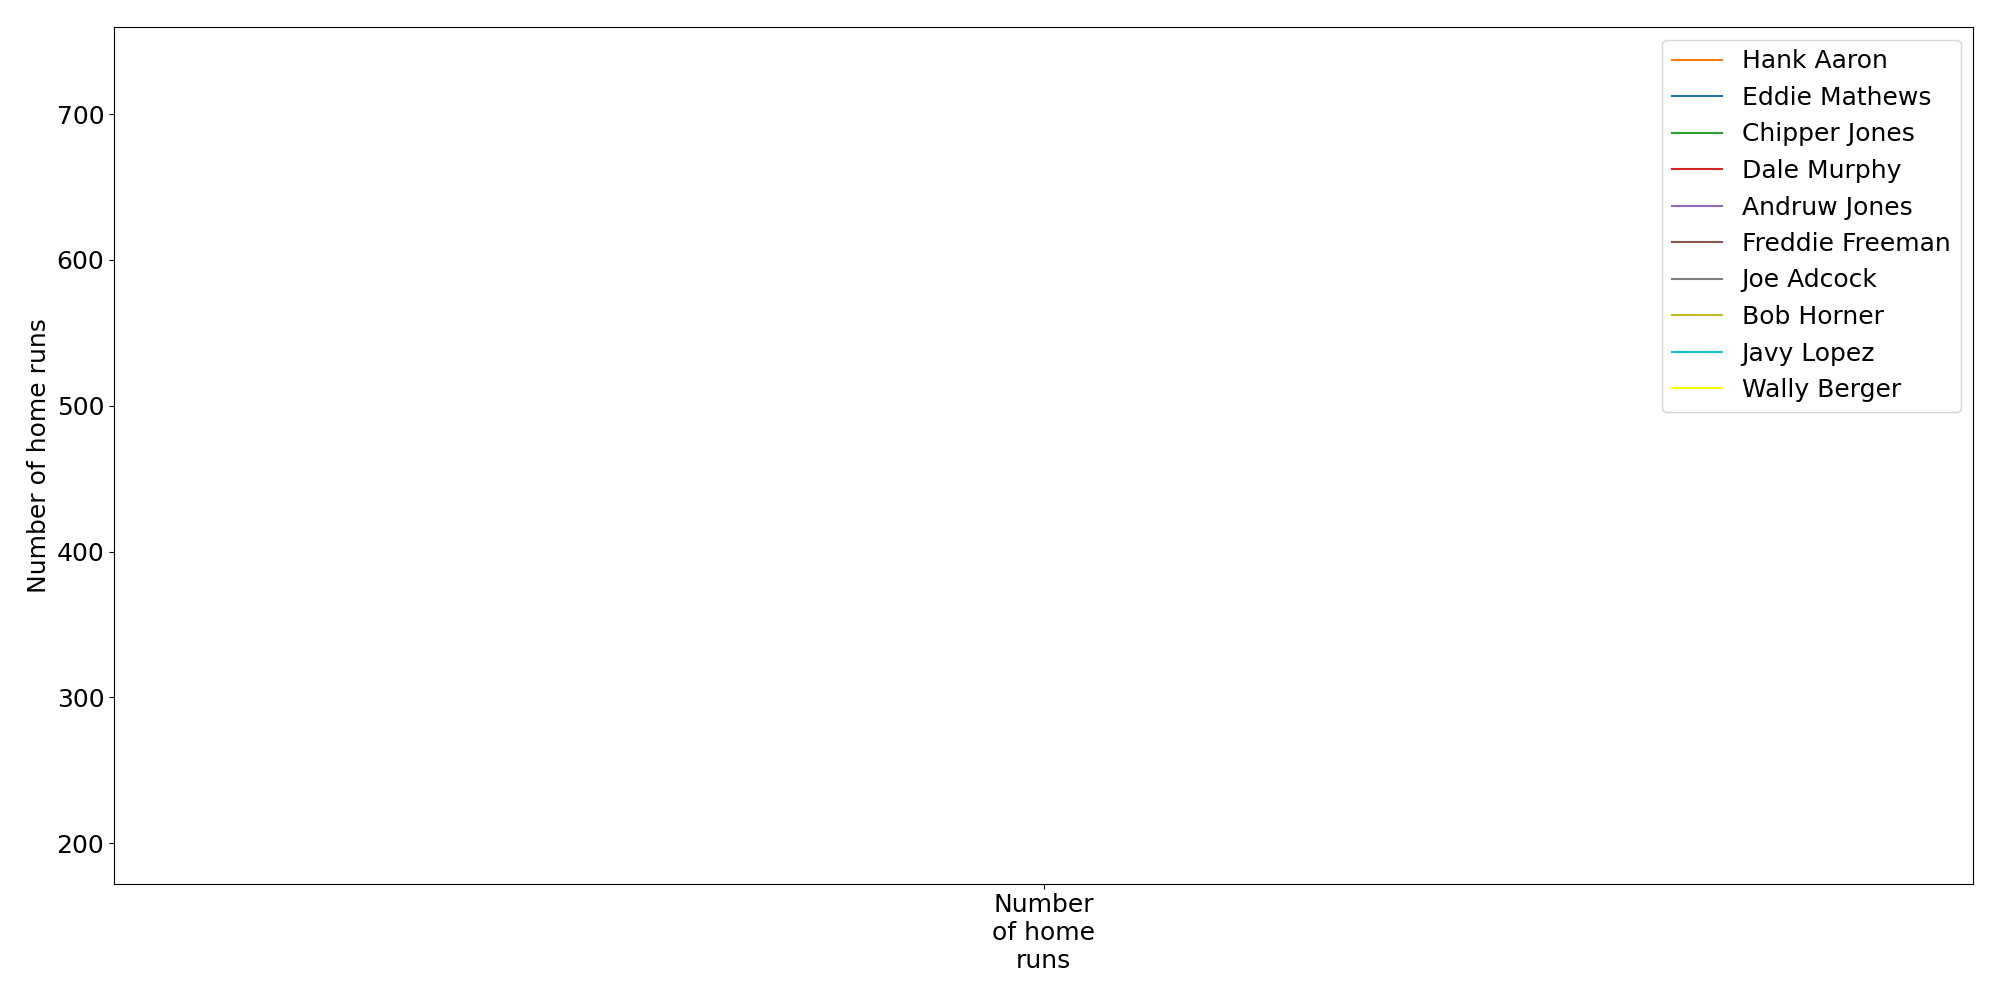 Number of home runs
700
600
500
400
300
200
Hank Aaron
Eddie Mathews
Chipper Jones
Dale Murphy
Andruw Jones
Freddie Freeman
Joe Adcock
Bob Horner
Javy Lopez
Wally Berger
Number
of home
runs